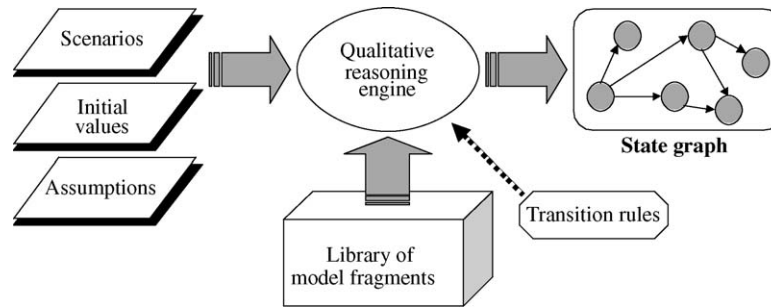 Scenarios
Initial
values
Assumptions
Qualitative
reasoning
engine
State graph
Transition rules
Library of
model fragments